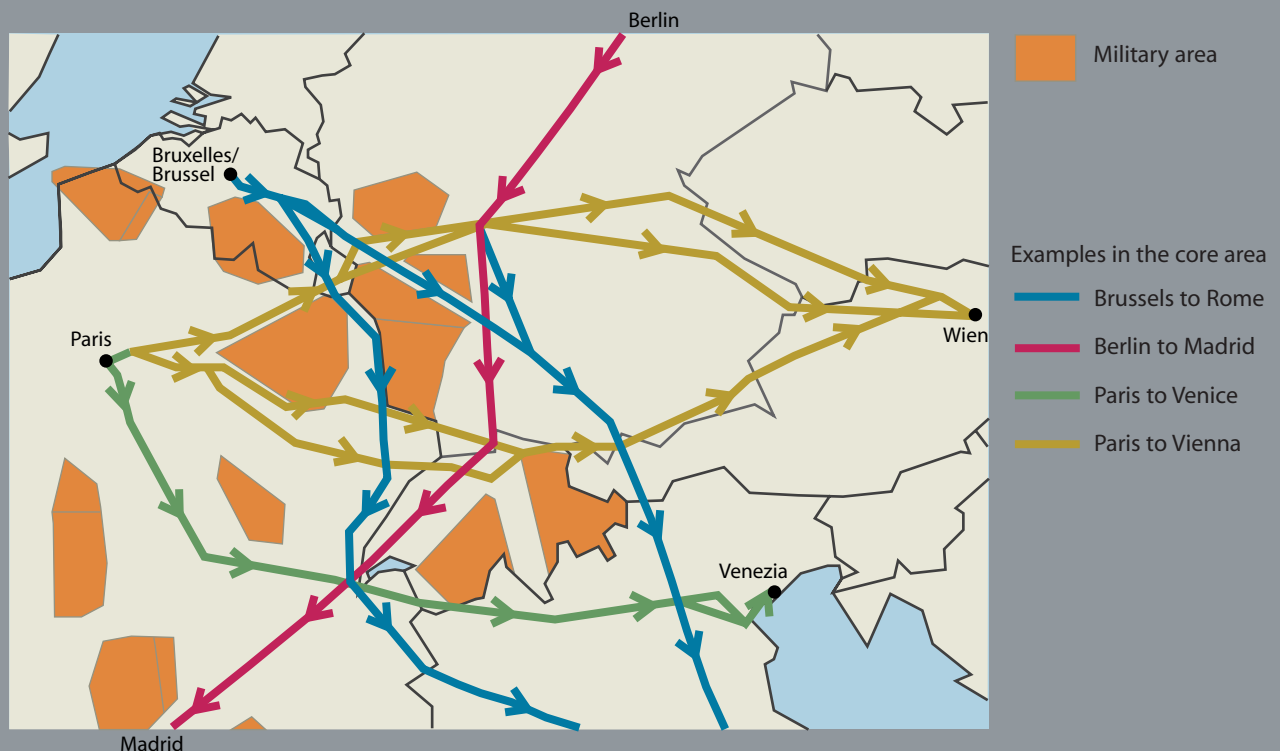 Berlin
Military area
Bruxelles/
Brussel
Examples in the core area
Brussels to Rome
Paris
Wien
Berlin to Madrid
Paris to Venice
Paris to Vienna
Venezia
Madrid